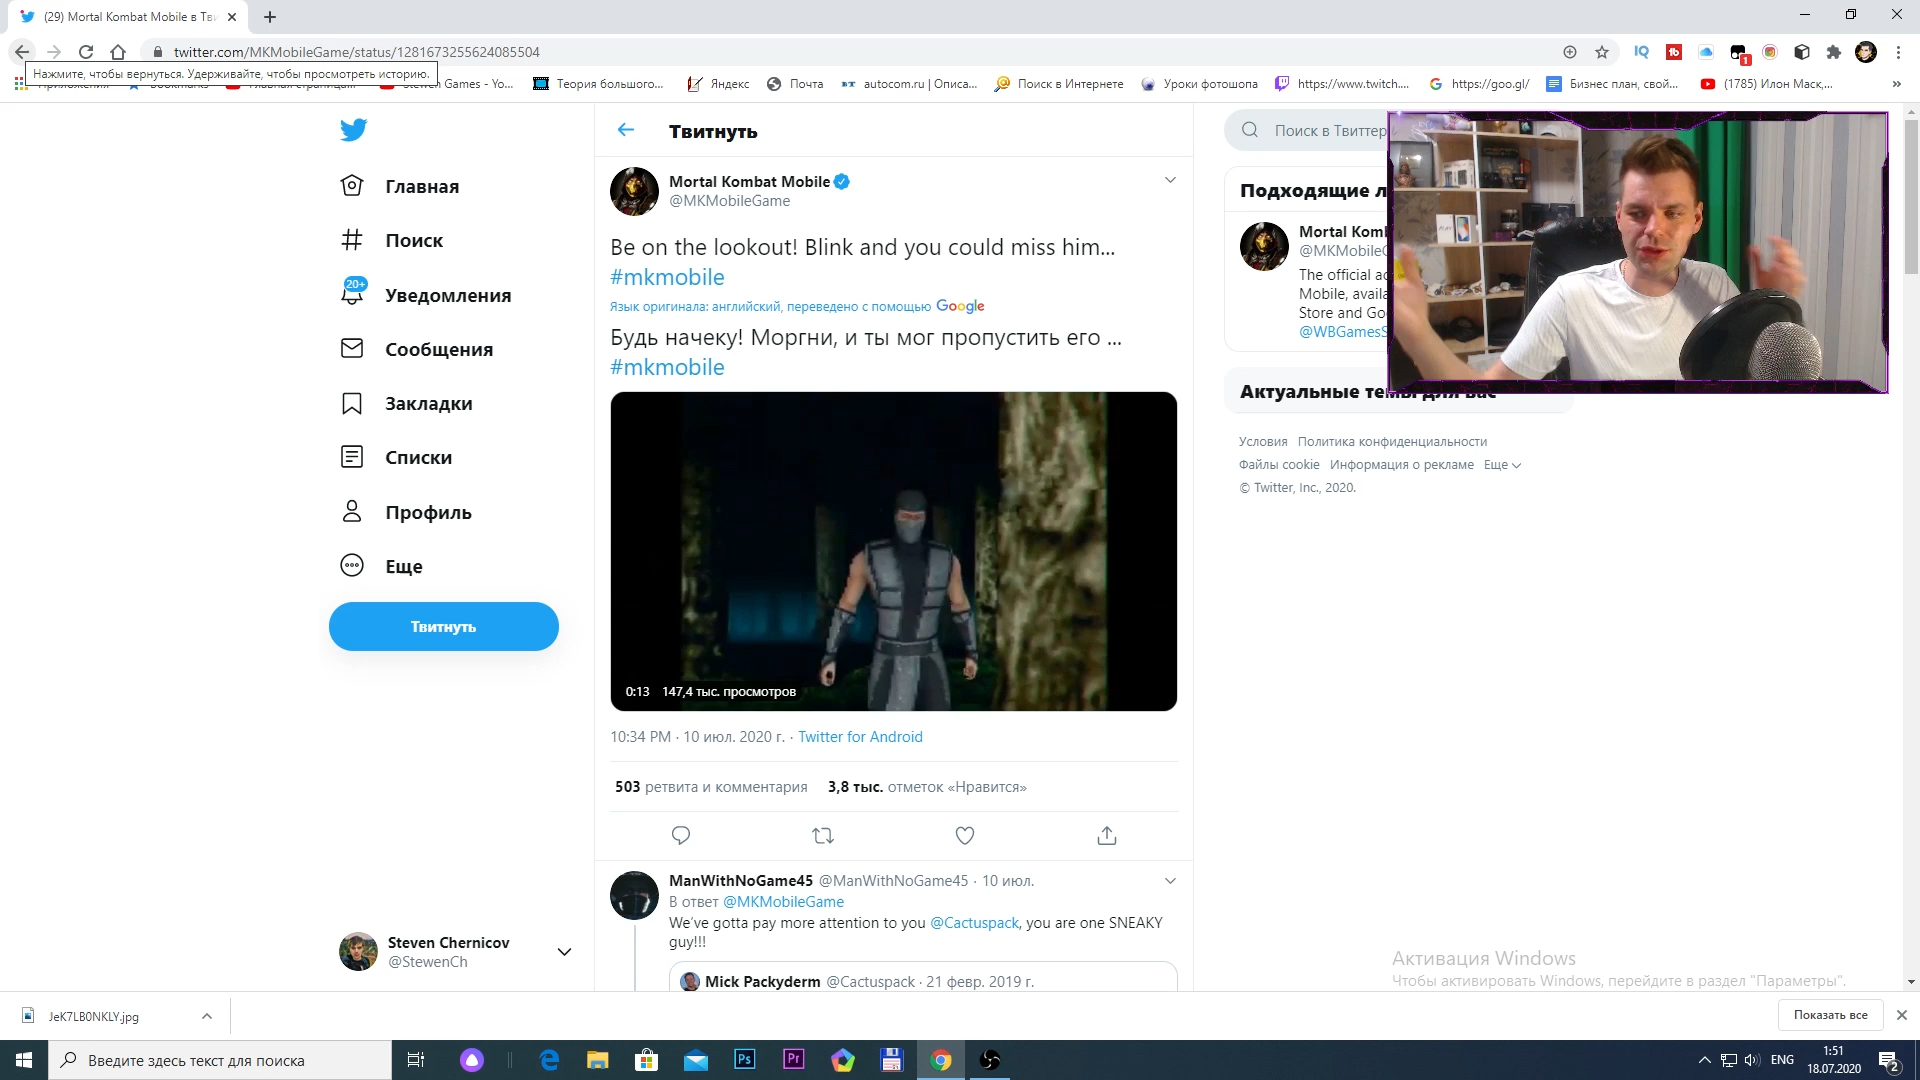 (29) Mortal Kombat Mobile в Тви
twitter.com/MKMobileGame/status/1281673255624085504
Нажмите, чтобы вернуться. Удерживайте, чтобы просмотреть историю.
Games - Yo...
Теория большого...
Яндекс
Почта
autocom.ru | Описа...
Поиск в Интернете
Уроки фотошопа
https://www.twitch....
https://goo.gl/
Бизнес план, свой...
(1785) Илон Маск,...
»
IQ
1
Главная
Поиск
20+
Уведомления
Сообщения
Закладки
Списки
Профиль
Еще
Твитнуть
Steven Chernicov
@StewenCh
Твитнуть
Mortal Kombat Mobile
@MKMobileGame
Be on the lookout! Blink and you could miss him...
#mkmobile
Язык оригинала: английский, переведено с помощью Google
Будь начеку! Моргни, и ты мог пропустить его ...
#mkmobile
0:13 147,4 тыс. просмотров
10:34 PM · 10 июл. 2020 г. · Twitter for Android
503 ретвита и комментария 3,8 тыс. отметок «Нравится»
ManWithNoGame45 @ManWithNoGame45 · 10 июл.
В ответ @MKMobileGame
We've gotta pay more attention to you @Cactuspack, you are one SNEAKY
guy!!!
Mick Packyderm @Cactuspack · 21 февр. 2019 г.
Поиск в Твиттер
Подходящие л
Mortal Kom
@MKMobile
The official ac
Mobile, availa
Store and Go
@WBGamesS
Актуальные темы для вас
Условия Политика конфиденциальности
Файлы cookie Информация о рекламе Еще
© Twitter, Inc., 2020.
Активация Windows
Чтобы активировать Windows, перейдите в раздел "Параметры".
JeK7LB0NKLY.jpg
Показать все
Введите здесь текст для поиска
Ps
Pr
ENG
1:51
18.07.2020
2